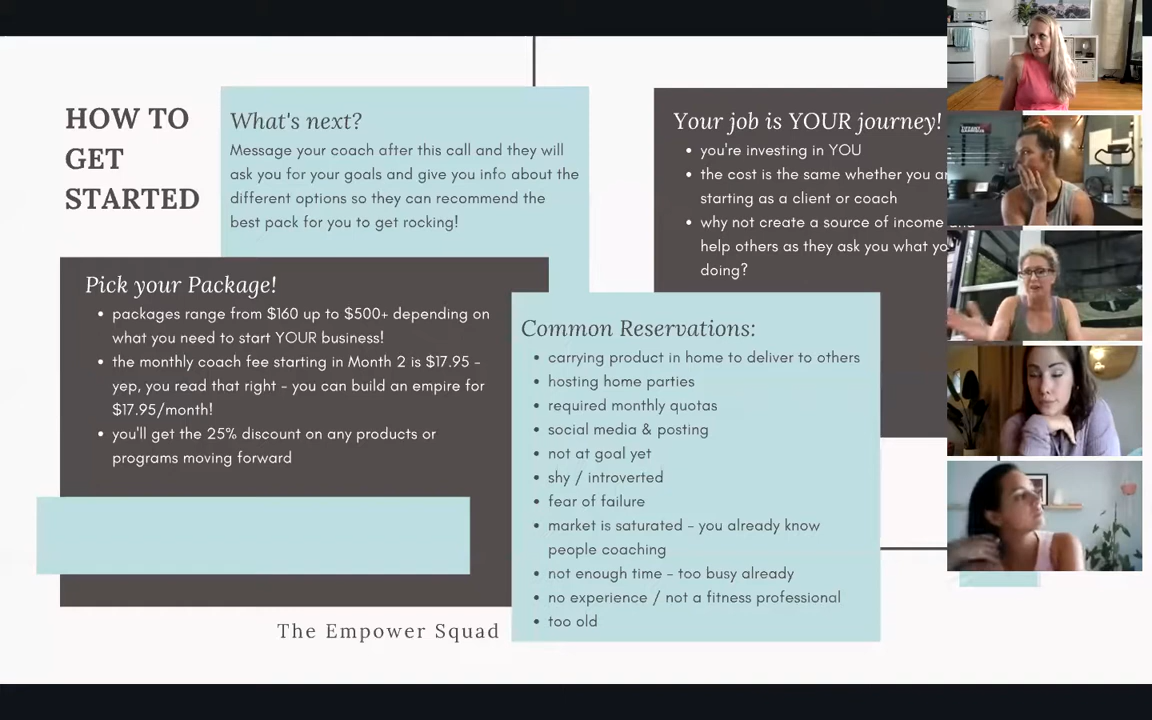 HOW TO
GET
STARTED
What's next?
Message your coach after this call and they will
ask you for your goals and give you info about the
different options so they can recommend the
best pack for you to get rocking!
Your job is YOUR journey!
• you're investing in YOU
• the cost is the same whether you
starting as a client or coach
• why not create a source of income and
help others as they ask you what
doing?
Pick your Package!
• packages range from $160 up to $500+ depending on
what you need to start YOUR business!
• the monthly coach fee starting in Month 2 is $17.95 -
yep, you read that right - you can build an empire for
$17.95/month!
• you'll get the 25% discount on any products or
programs moving forward
Common Reservations:
• carrying product in home to deliver to others
• hosting home parties
• required monthly quotas
• social media & posting
• not at goal yet
• shy / introverted
• fear of failure
• market is saturated - you already know
people coaching
• not enough time - too busy already
• no experience / not a fitness professional
• too old
The Empower Squad